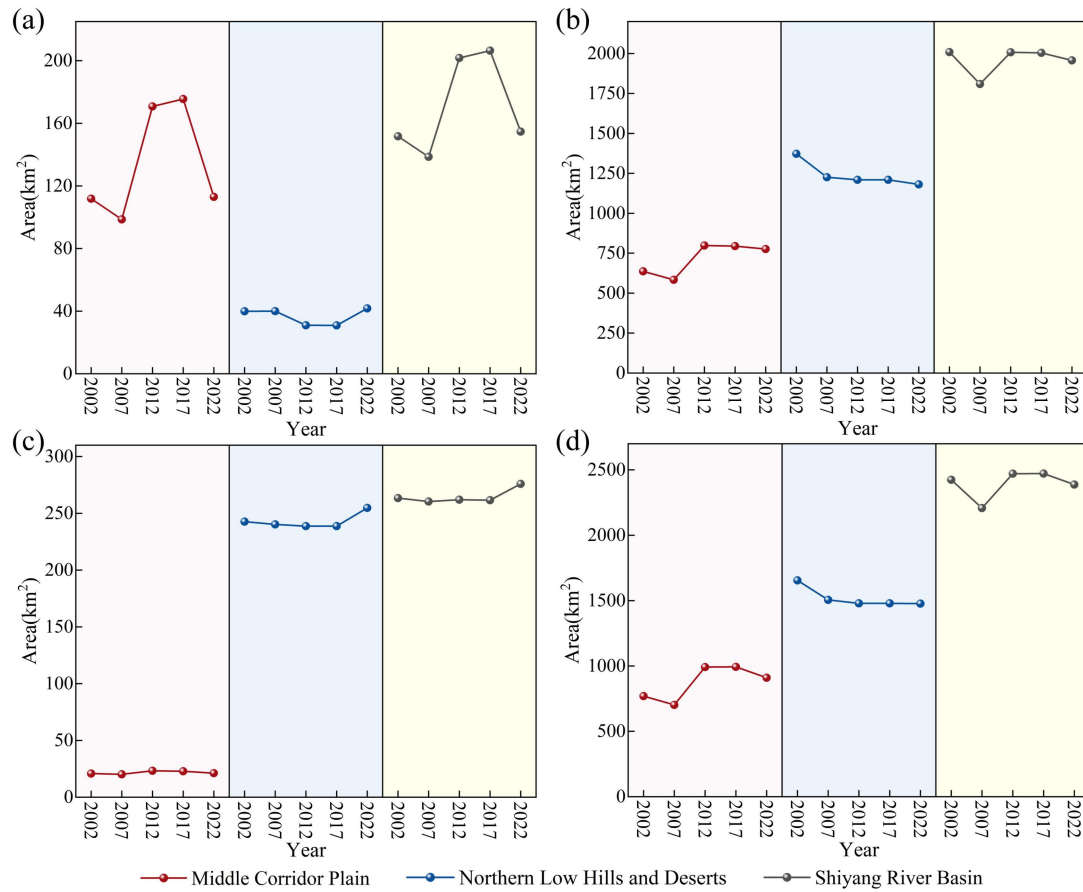 (a)
200
160
120
80
40
0
Area(km²)
2002 2007 2012 2017 2022 2002 2007 2012 2017 2022 2002 2007 2012 2017 2022
Year
(b)
2000
1750
1500
1250
1000
750
500
250
0
Area(km²)
2002 2007 2012 2017 2022 2002 2007 2012 2017 2022 2002 2007 2012 2017 2022
Year
(c)
300
250
200
150
100
50
0
Area(km²)
2002 2007 2012 2017 2022 2002 2007 2012 2017 2022 2002 2007 2012 2017 2022
Year
(d)
2500
2000
1500
1000
500
0
Area(km²)
2002 2007 2012 2017 2022 2002 2007 2012 2017 2022 2002 2007 2012 2017 2022
Year
Middle Corridor Plain Northern Low Hills and Deserts Shiyang River Basin